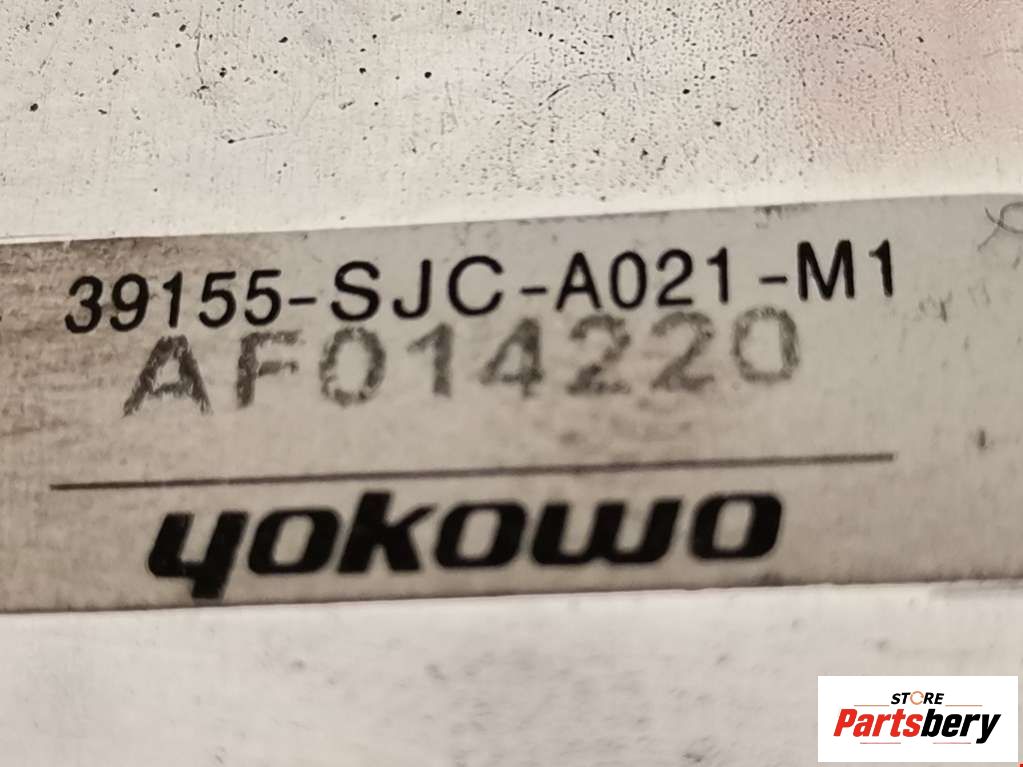 39155-SJC-A021-M1
AF014220
yokowo
STORE
Partsbery